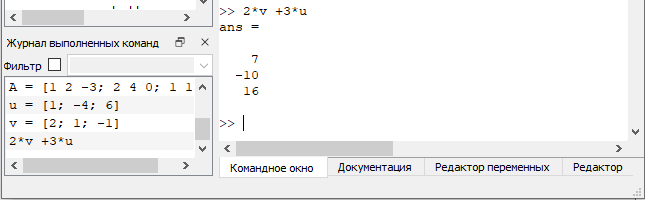 Журнал выполненных команд
Фильтр
A = [1 2 -3; 2 4 0; 1 1
u = [1; -4; 6]
v = [2; 1; -1]
2*v +3*u
>> 2*v +3*u
ans =
7
-10
16
>>
Командное окно
Документация
Редактор переменных
Редактор